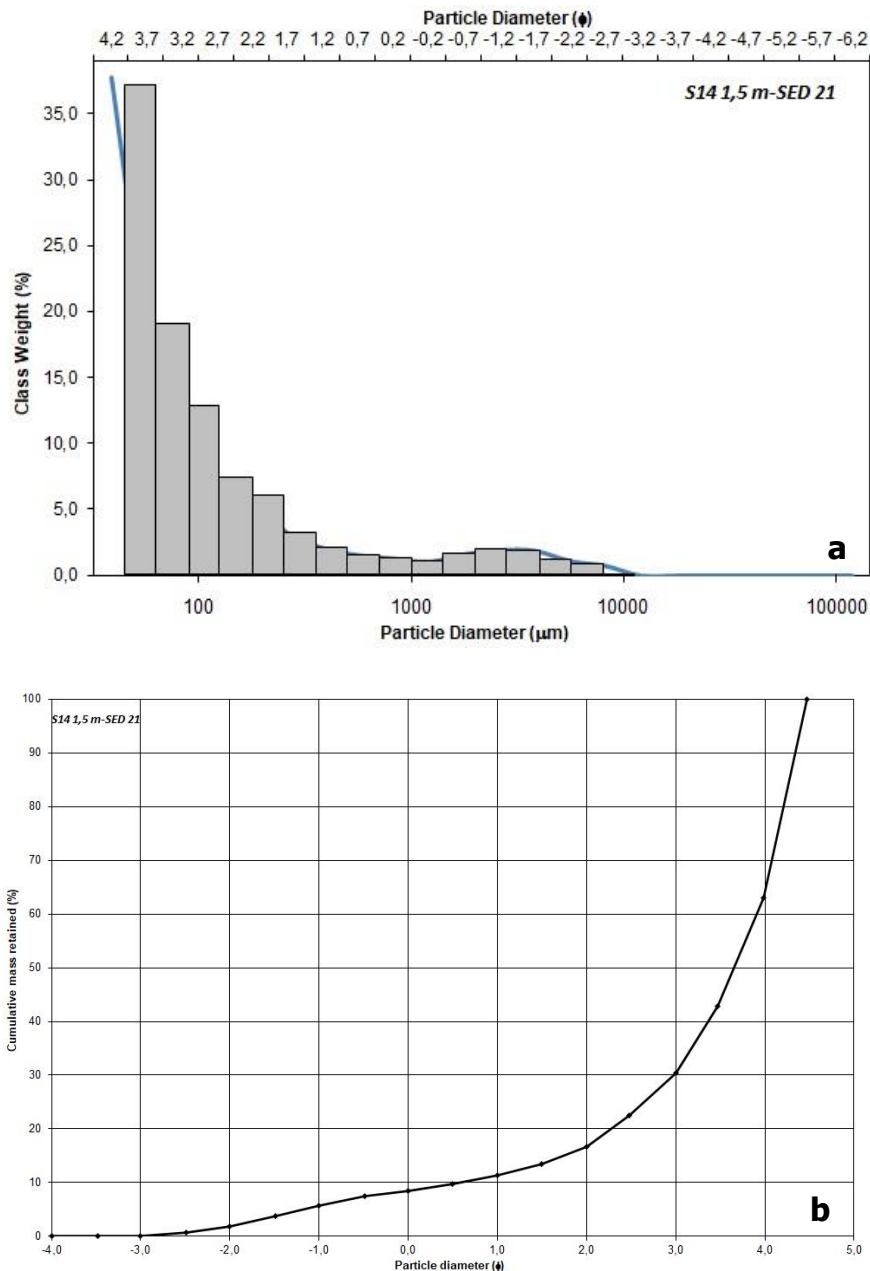 Particle Diameter (ϕ)
4,2 3,7 3,2 2,7 2,2 1,7 1,2 0,7 0,2 -0,2 -0,7 -1,2 -1,7 -2,2 -2,7 -3,2 -3,7 -4,2 -4,7 -5,2 -5,7 -6,2
S14 1,5 m-SED 21
35,0
30,0
25,0
20,0
15,0
10,0
5,0
0,0
Class Weight (%)
a
100 1000 10000 100000
Particle Diameter (μm)
100
S14 1,5 m-SED 21
90
80
70
60
50
40
30
20
10
0
Cumulative mass retained (%)
b
-4,0 -3,0 -2,0 -1,0 0,0 1,0 2,0 3,0 4,0 5,0
Particle diameter (ϕ)